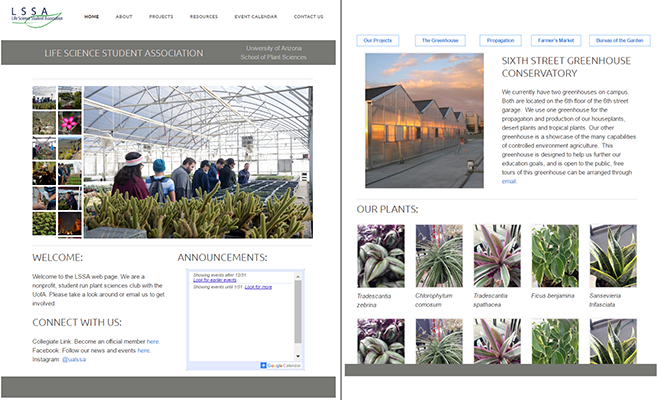 LSSA
Life Science Student Association
HOME ABOUT PROJECTS RESOURCES EVENT CALENDAR CONTACT US
LIFE SCIENCE STUDENT ASSOCIATION
University of Arizona
School of Plant Sciences
WELCOME:
Welcome to the LSSA web page. We are a
nonprofit, student run plant sciences club with the
UofA. Please take a look around or email us to get
involved.
CONNECT WITH US:
Collegiate Link: Become an official member here.
Facebook: Follow our news and events here.
Instagram: @ualssa
ANNOUNCEMENTS:
Showing events after 12/31.
Look for earlier events
Showing events until 1/31. Look for more
Google Calendar
Our Projects The Greenhouse Propagation Farmer's Market Bureau of the Garden
SIXTH STREET GREENHOUSE
CONSERVATORY
We currently have two greenhouses on campus.
Both are located on the 6th floor of the 6th street
garage. We use one greenhouse for the
propagation and production of our houseplants,
desert plants and tropical plants. Our other
greenhouse is a showcase of the many capabilities
of controlled environment agriculture. This
greenhouse is designed to help us further our
education goals, and is open to the public, free
tours of this greenhouse can be arranged through
email.
OUR PLANTS:
Tradescantia
zebrina
Chlorophytum
comosum
Tradescantia
spathacea
Ficus benjamina
Sansevieria
trifasciata